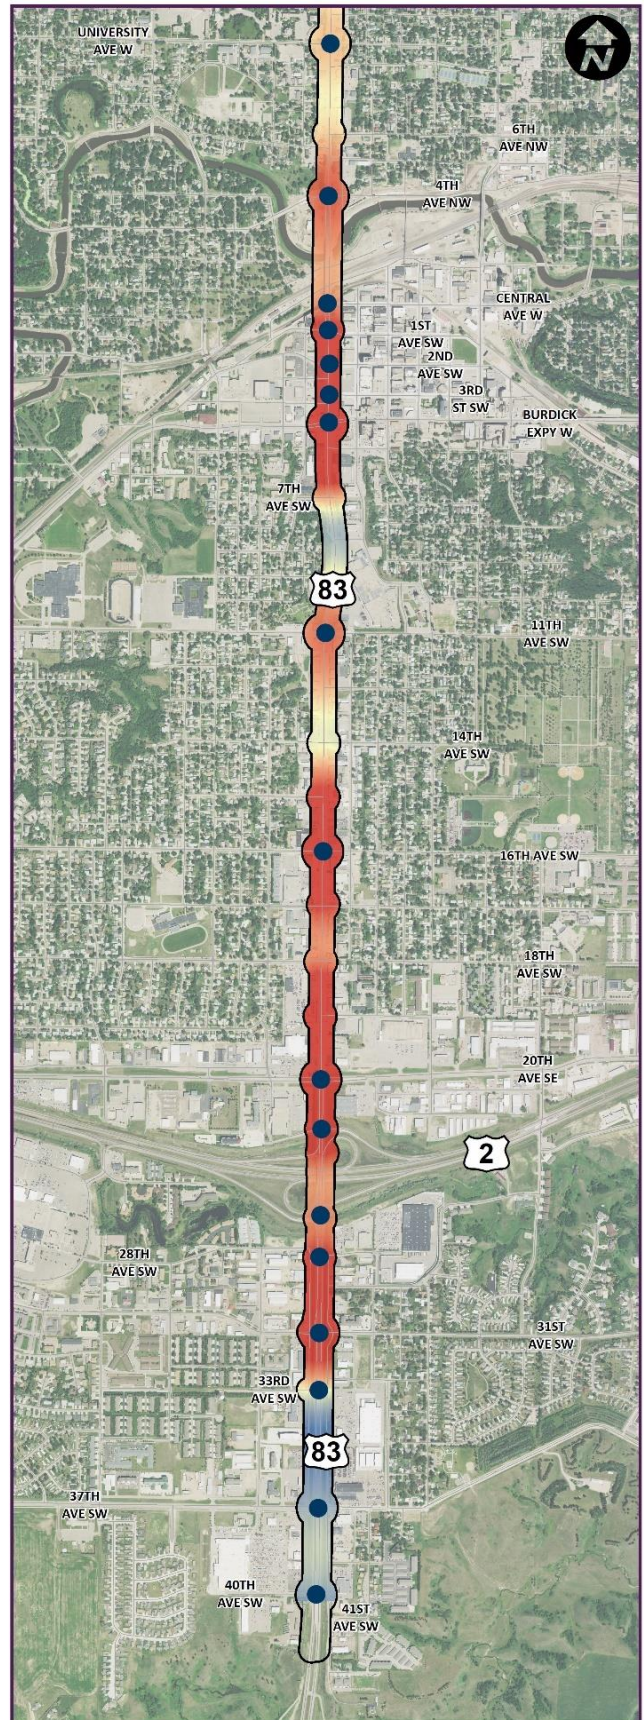 UNIVERSITY
AVE W
N
6TH
AVE NW
4TH
AVE NW
CENTRAL
AVE W
1ST
AVE SW
2ND
AVE SW
3RD
ST SW
BURDICK
EXPY W
7TH
AVE SW
83
11TH
AVE SW
14TH
AVE SW
16TH AVE SW
18TH
AVE SW
20TH
AVE SE
2
28TH
AVE SW
31ST
AVE SW
33RD
AVE SW
83
37TH
AVE SW
40TH
AVE SW
41ST
AVE SW